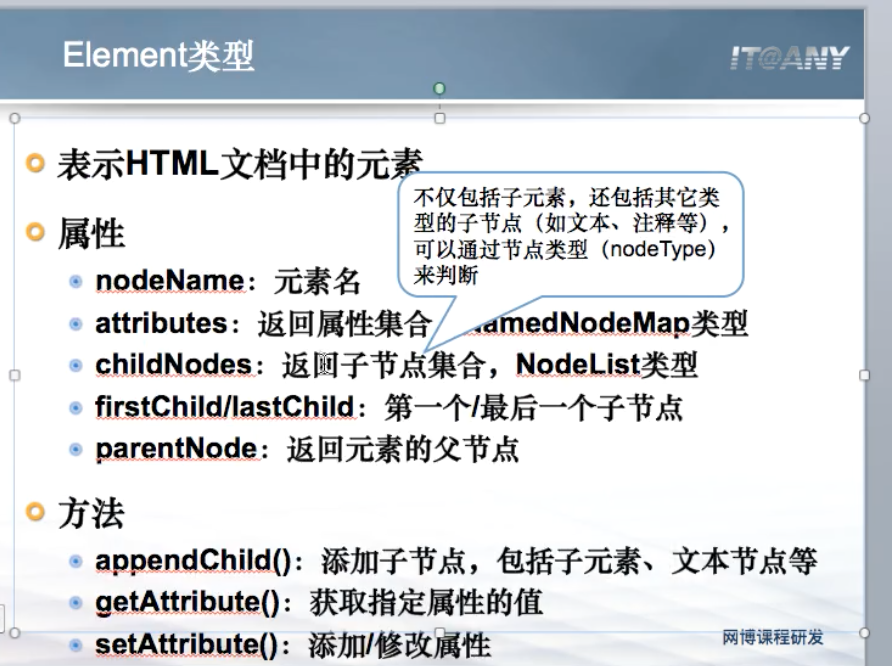 Element类型
IT@ANY
表示HTML文档中的元素
不仅包括子元素，还包括其它类
型的子节点（如文本、注释等），
可以通过节点类型（nodeType）
来判断
属性
nodeName：元素名
attributes：返回属性集合 amedNodeMap类型
childNodes：返回子节点集合，NodeList类型
firstChild/lastChild：第一个/最后一个子节点
parentNode：返回元素的父节点
方法
appendChild()：添加子节点，包括子元素、文本节点等
getAttribute()：获取指定属性的值
setAttribute()：添加/修改属性
网博课程研发